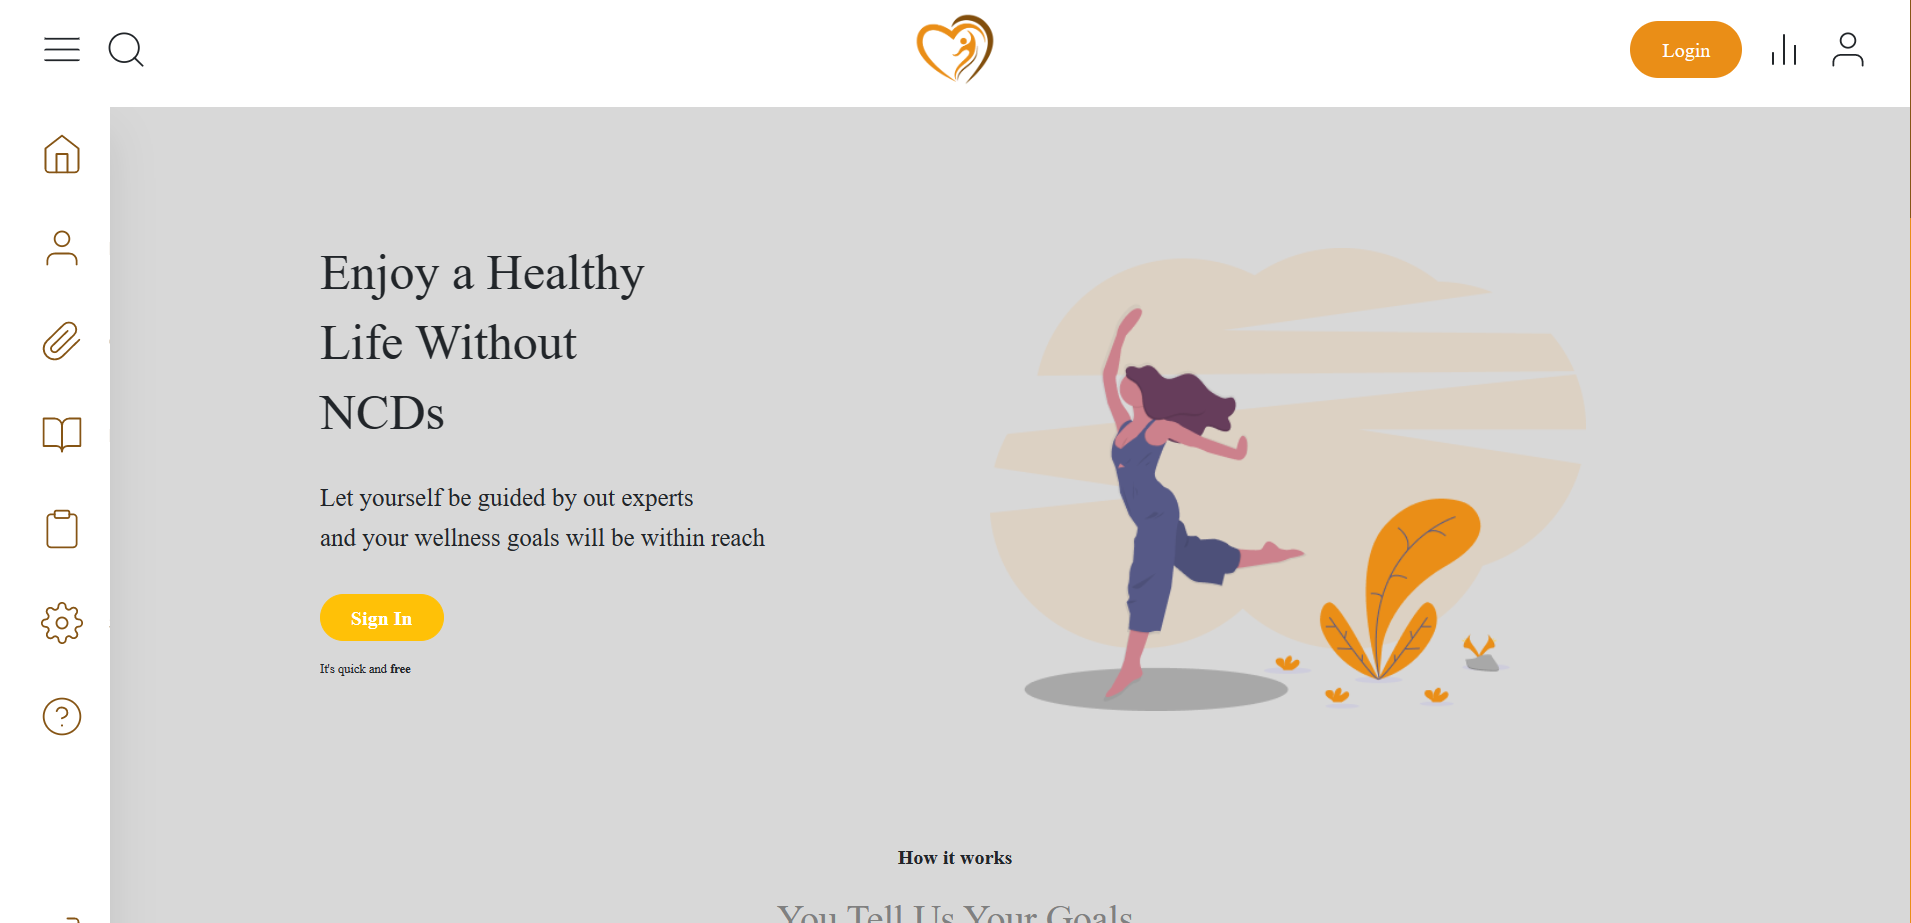 Login
Enjoy a Healthy
Life Without
NCDs
Let yourself be guided by out experts
and your wellness goals will be within reach
Sign In
It's quick and free
How it works
You Tell Us Your Goals